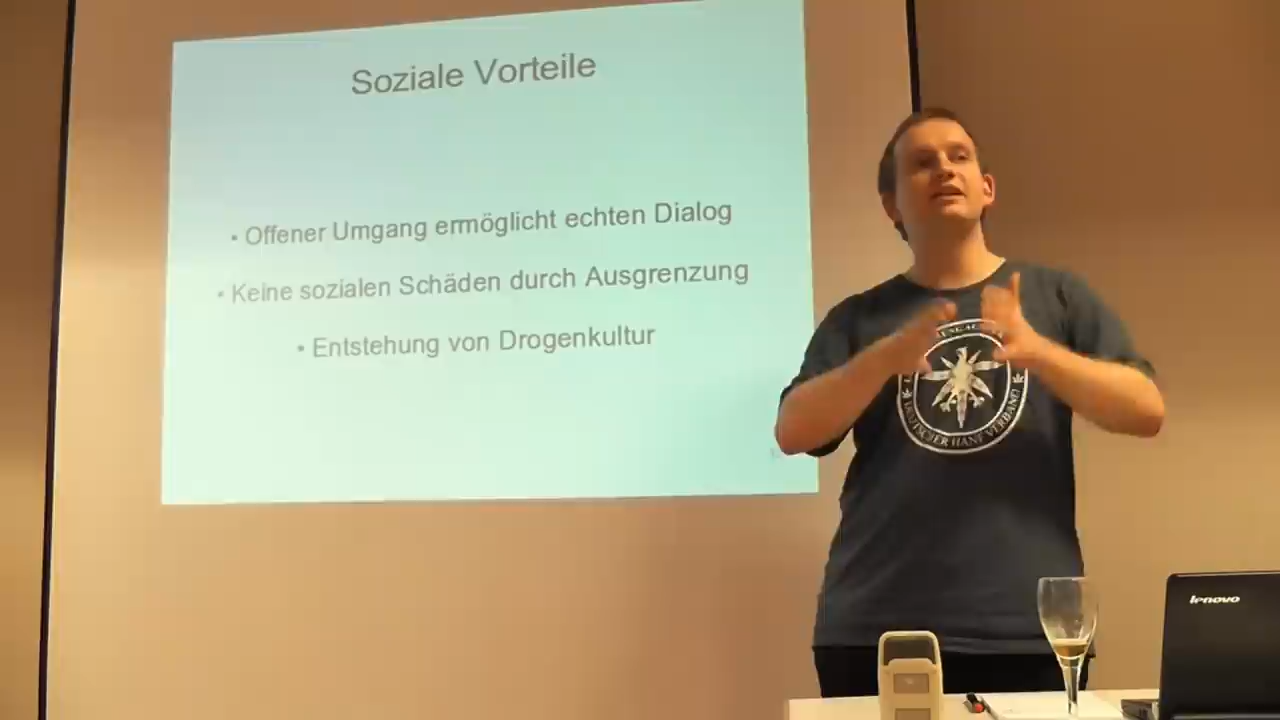 Soziale Vorteile
• Offener Umgang ermöglicht echten Dialog
• Keine sozialen Schäden durch Ausgrenzung
• Entstehung von Drogenkultur
DEUTSCHER HANF VERBAND
lenovo